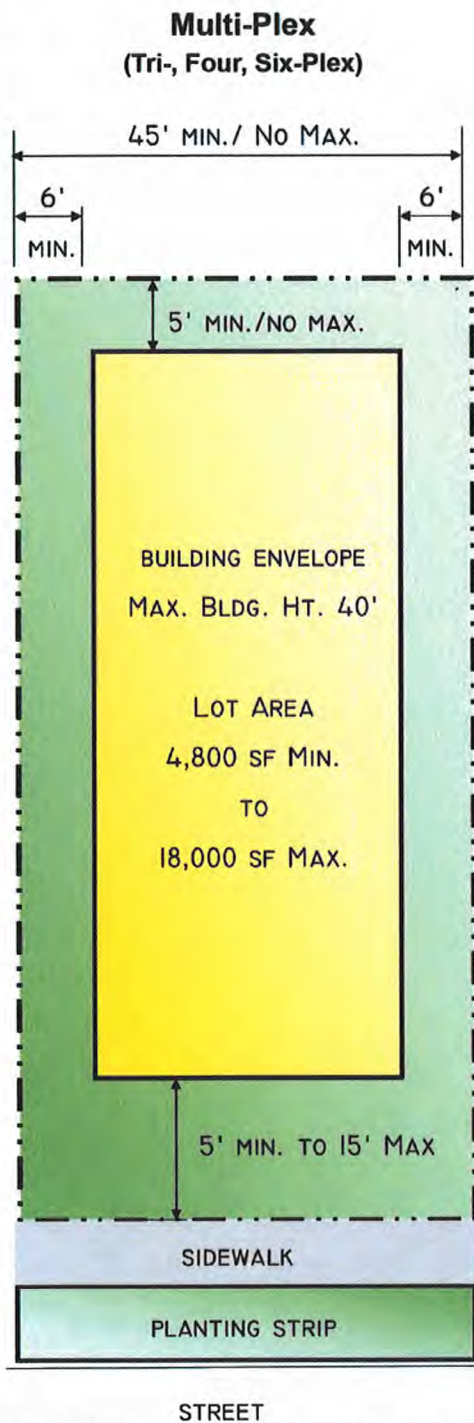 Multi-Plex
(Tri-, Four, Six-Plex)
45' MIN./ NO MAX.
6'
MIN.
6'
MIN.
5' MIN./NO MAX.
BUILDING ENVELOPE
MAX. BLDG. HT. 40'
LOT AREA
4,800 SF MIN.
TO
18,000 SF MAX.
5' MIN. TO 15' MAX
SIDEWALK
PLANTING STRIP
STREET